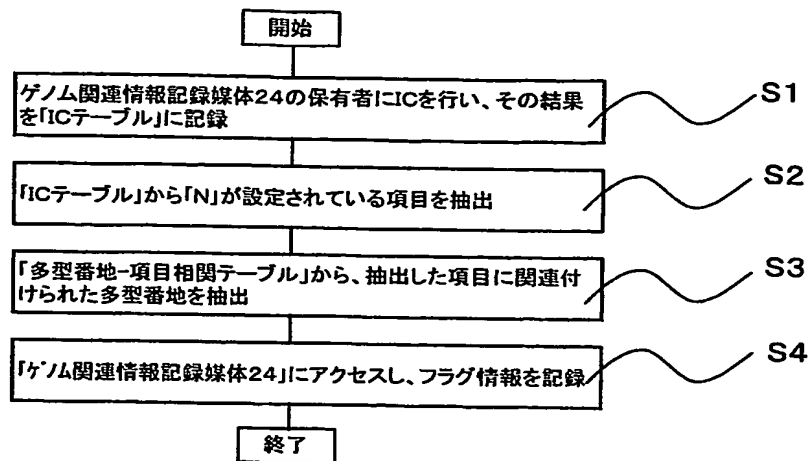 開始
ゲノム関連情報記録媒体24の保有者にICを行い、その結果
を「ICテーブル」に記録
S1
「ICテーブル」から「N」が設定されている項目を抽出
S2
「多型番地-項目相関テーブル」から、抽出した項目に関連付
けられた多型番地を抽出
S3
「ゲノム関連情報記録媒体24」にアクセスし、フラグ情報を記録
S4
終了